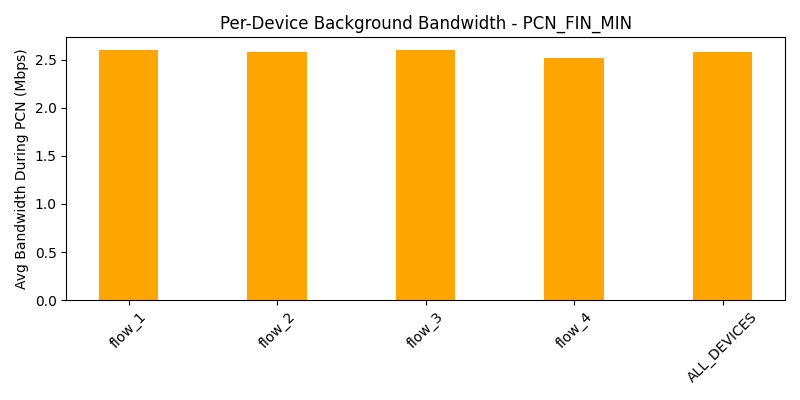 Per-Device Background Bandwidth - PCN_FIN_MIN
Avg Bandwidth During PCN (Mbps)
2.5
2.0
1.5
1.0
0.5
0.0
flow_1
flow_2
flow_3
flow_4
ALL_DEVICES